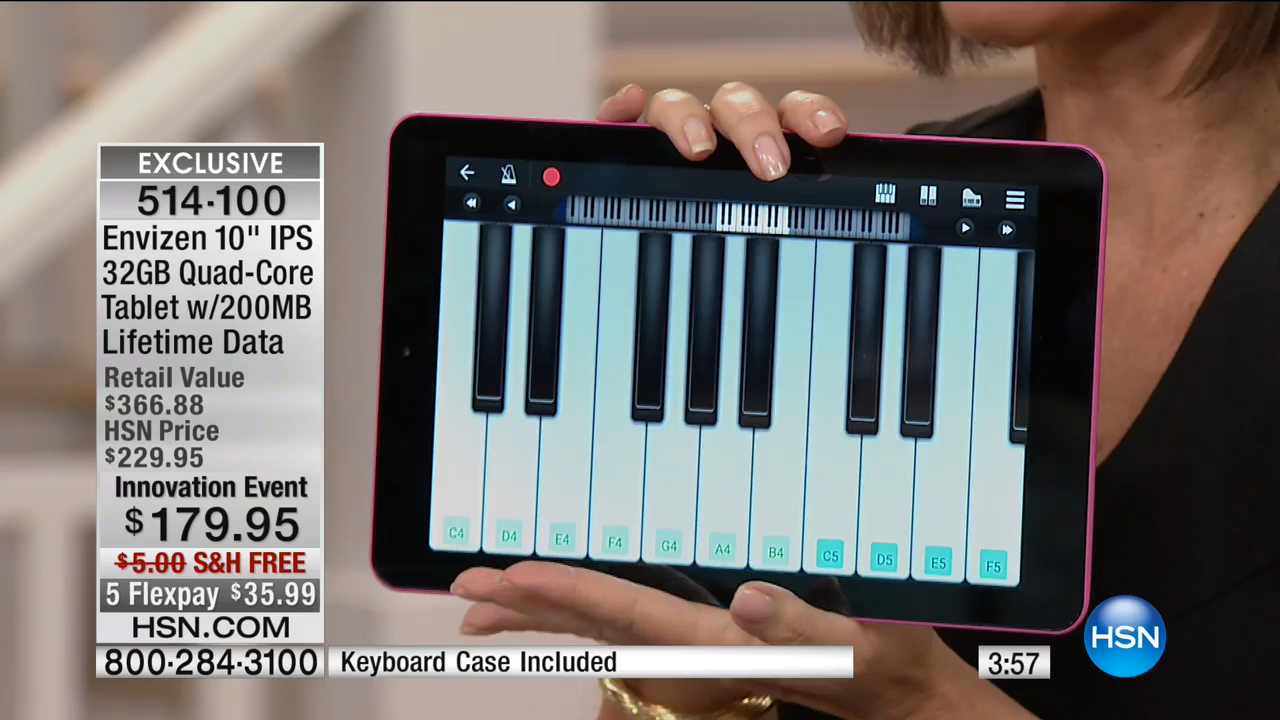 EXCLUSIVE
514·100
Envizen 10" IPS
32GB Quad-Core
Tablet w/200MB
Lifetime Data
Retail Value
$366.88
HSN Price
$229.95
Innovation Event
$179.95
$5.00 S&H FREE
5 Flexpay $35.99
HSN.COM
800·284·3100
Keyboard Case Included
3:57
HSN
C4 D4 E4 F4 G4 A4 B4 C5 D5 E5 F5